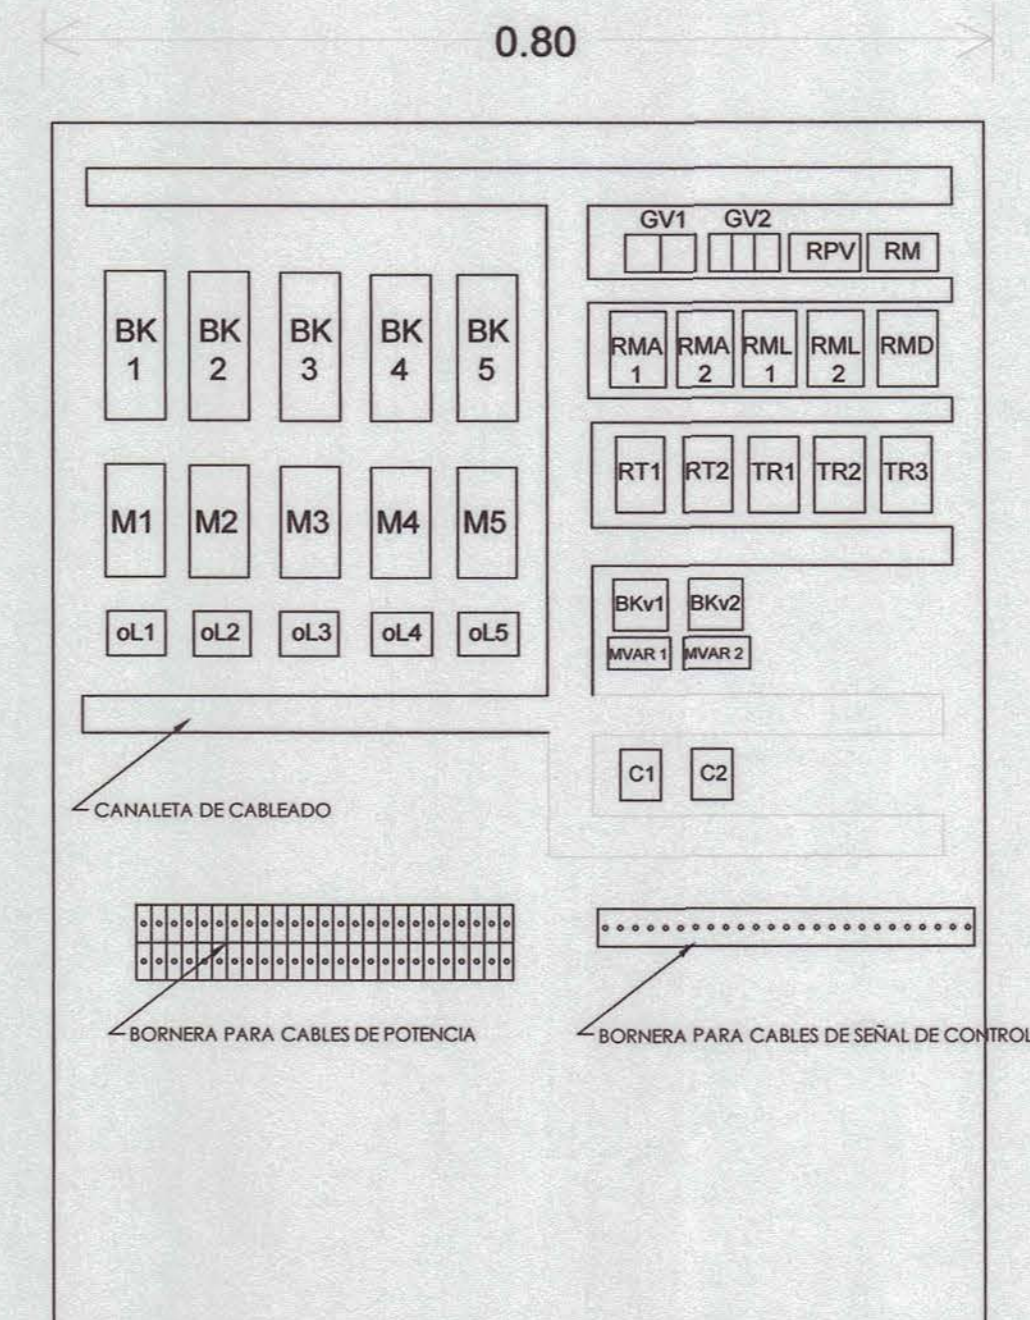 0.80
GV1 GV2
RPV RM
BK 1
BK 2
BK 3
BK 4
BK 5
RMA 1
RMA 2
RML 1
RML 2
RMD
RT1 RT2 TR1 TR2 TR3
M1 M2 M3 M4 M5
BKv1 BKv2
MVAR 1 MVAR 2
oL1 oL2 oL3 oL4 oL5
C1 C2
CANALETA DE CABLEADO
BORNERA PARA CABLES DE POTENCIA
BORNERA PARA CABLES DE SEÑAL DE CONTROL